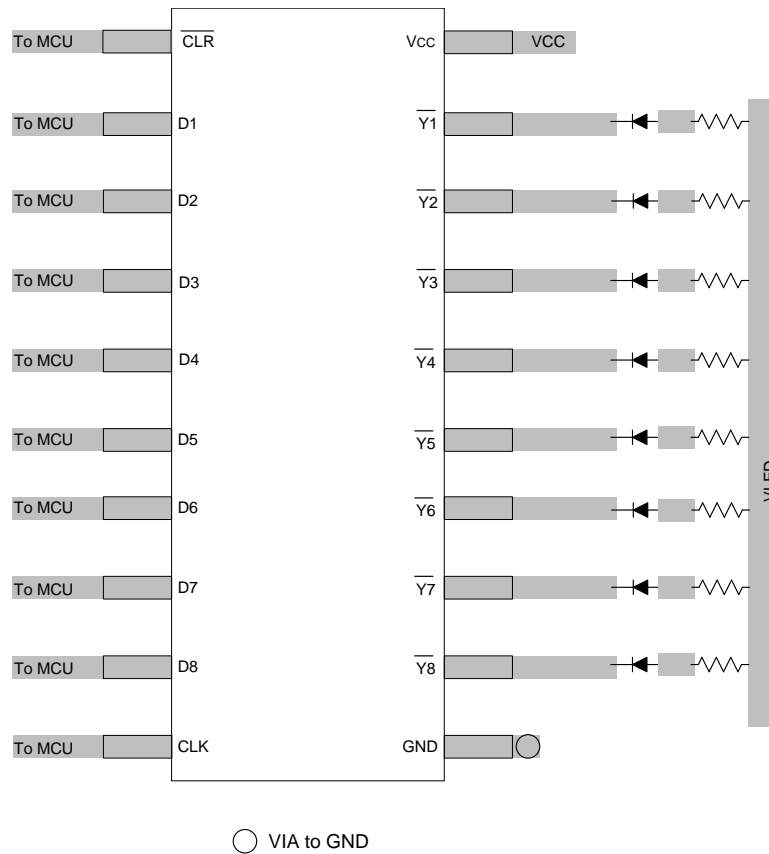 To MCU CLR Vcc VCC
To MCU D1 Y1
To MCU D2 Y2
To MCU D3 Y3
To MCU D4 Y4
To MCU D5 Y5
To MCU D6 Y6
To MCU D7 Y7
To MCU D8 Y8
To MCU CLK GND
VLED
VIA to GND